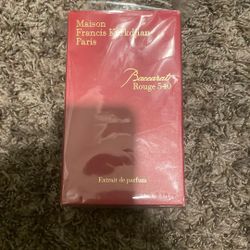 Maison
Francis Kurkdjian
Paris
Baccarat
Rouge 540
Extrait de parfum